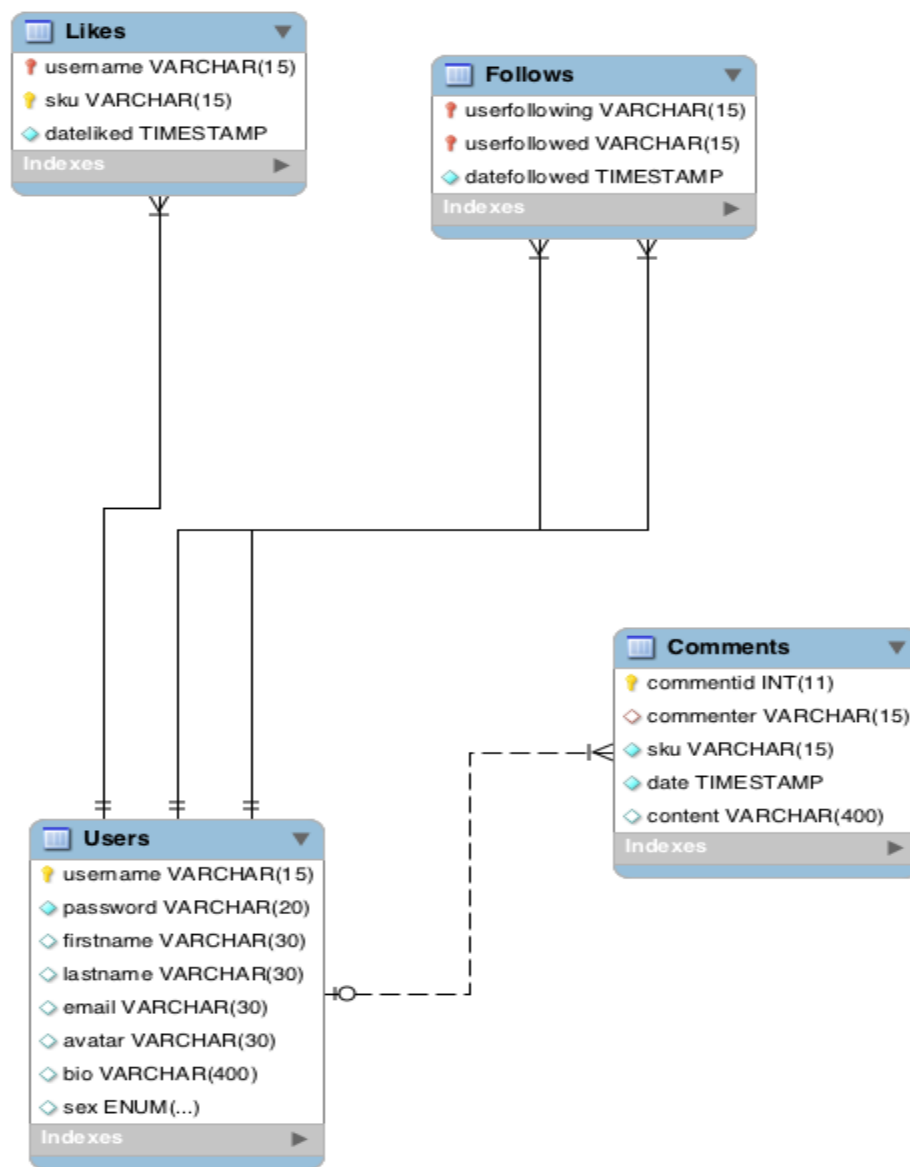 Likes
username VARCHAR(15)
sku VARCHAR(15)
dateliked TIMESTAMP
Indexes
Follows
userfollowing VARCHAR(15)
userfollowed VARCHAR(15)
datefollowed TIMESTAMP
Indexes
Comments
commentid INT(11)
commenter VARCHAR(15)
sku VARCHAR(15)
date TIMESTAMP
content VARCHAR(400)
Indexes
Users
username VARCHAR(15)
password VARCHAR(20)
firstname VARCHAR(30)
lastname VARCHAR(30)
email VARCHAR(30)
avatar VARCHAR(30)
bio VARCHAR(400)
sex ENUM(...)
Indexes